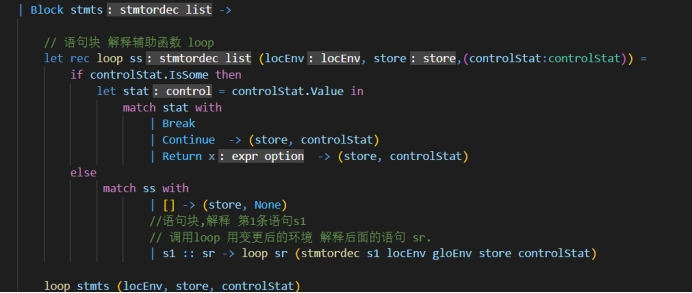 | Block stmts: stmtordec list ->
// 语句块 解释辅助函数 loop
let rec loop ss: stmtordec list (locEnv: locEnv, store: store,(controlStat:controlStat)) =
if controlStat.IsSome then
let stat: control = controlStat.Value in
match stat with
| Break
| Continue -> (store, controlStat)
| Return x: expr option -> (store, controlStat)
else
match ss with
| [] -> (store, None)
//语句块,解释 第1条语句s1
// 调用loop 用变更后的环境 解释后面的语句 sr.
| s1 :: sr -> loop sr (stmtordec s1 locEnv gloEnv store controlStat)
loop stmts (locEnv, store, controlStat)